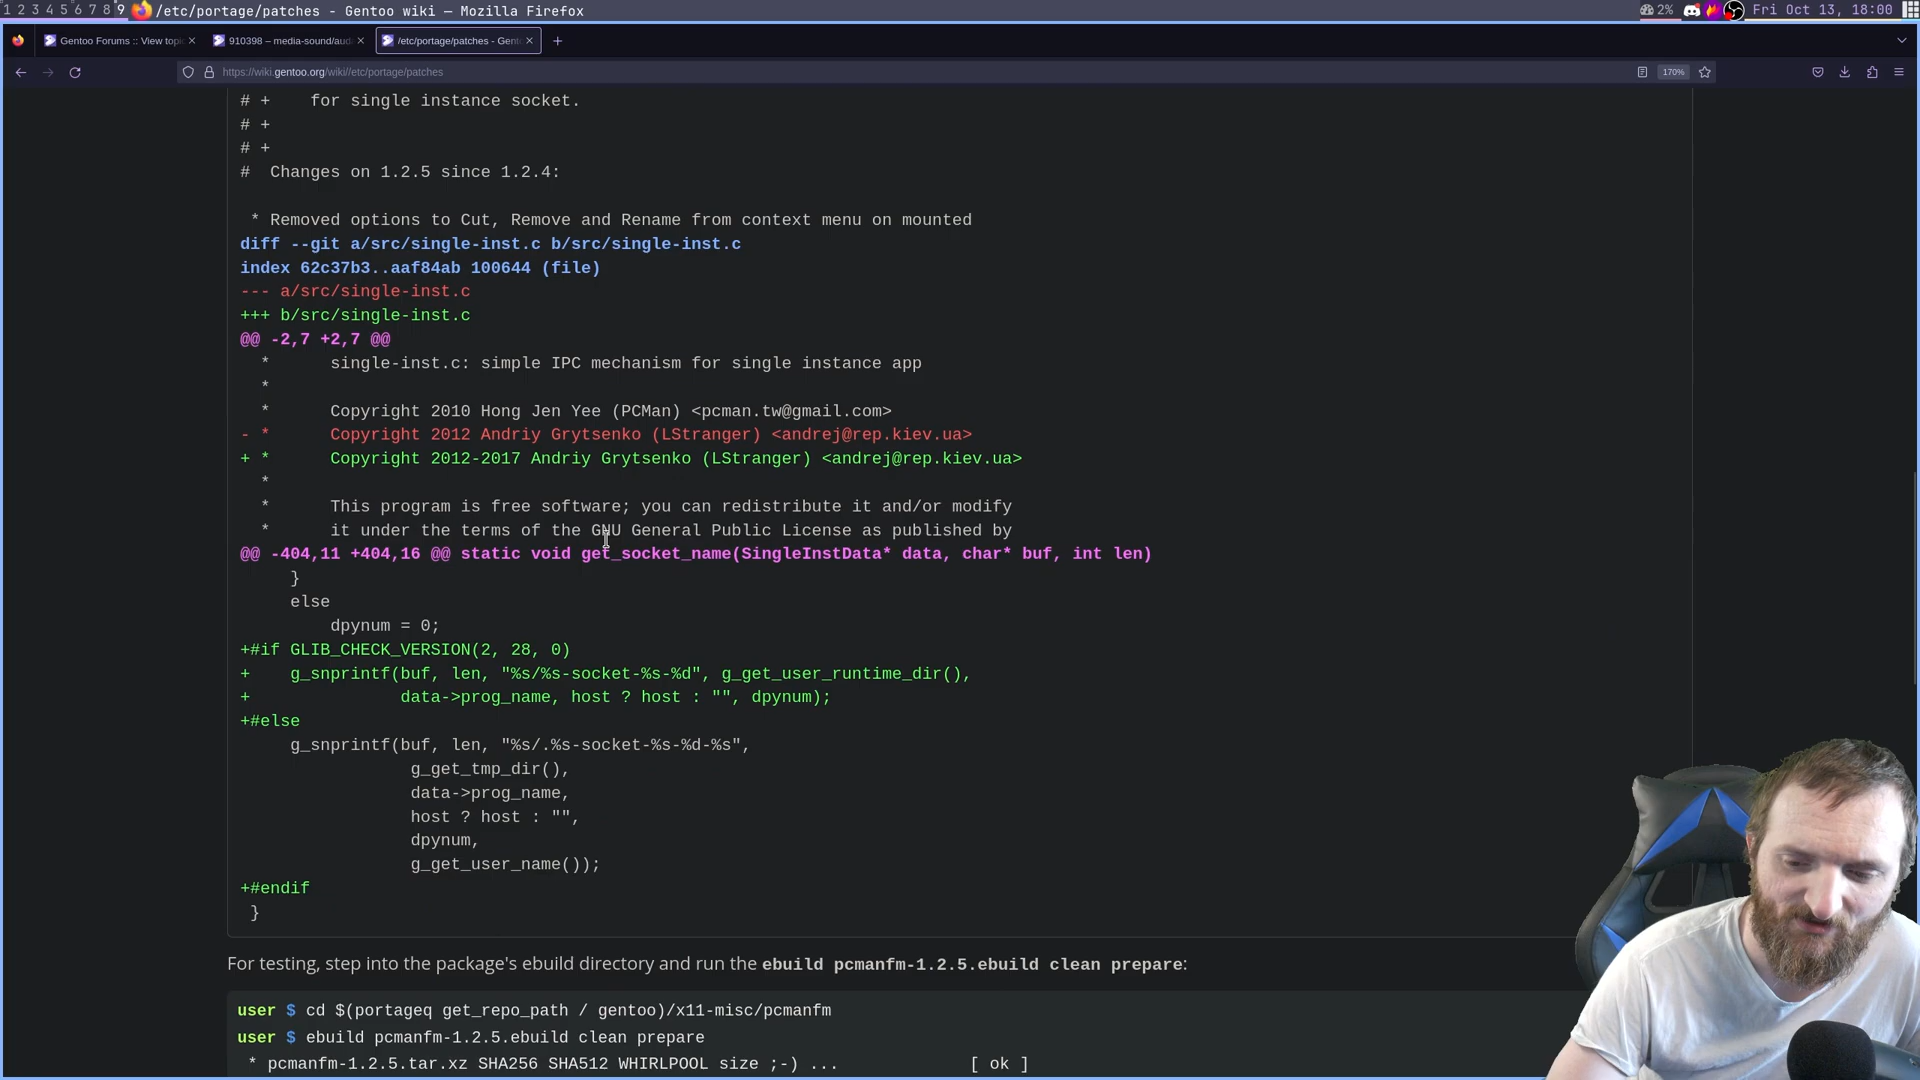 1 2 3 4 5 6 7 8 9 /etc/portage/patches - Gentoo wiki — Mozilla Firefox 2% Fri Oct 13, 18:00
Gentoo Forums :: View topi 910398 – media-sound/aud /etc/portage/patches - Gent
https://wiki.gentoo.org/wiki//etc/portage/patches 170%
# +    for single instance socket.
# +
# +
#  Changes on 1.2.5 since 1.2.4:
* Removed options to Cut, Remove and Rename from context menu on mounted
diff --git a/src/single-inst.c b/src/single-inst.c
index 62c37b3..aaf84ab 100644 (file)
--- a/src/single-inst.c
+++ b/src/single-inst.c
@@ -2,7 +2,7 @@
*      single-inst.c: simple IPC mechanism for single instance app
*
*      Copyright 2010 Hong Jen Yee (PCMan) <pcman.tw@gmail.com>
- *      Copyright 2012 Andriy Grytsenko (LStranger) <andrej@rep.kiev.ua>
+ *      Copyright 2012-2017 Andriy Grytsenko (LStranger) <andrej@rep.kiev.ua>
*
*      This program is free software; you can redistribute it and/or modify
*      it under the terms of the GNU General Public License as published by
@@ -404,11 +404,16 @@ static void get_socket_name(SingleInstData* data, char* buf, int len)
}
else
dpynum = 0;
+#if GLIB_CHECK_VERSION(2, 28, 0)
+    g_snprintf(buf, len, "%s/%s-socket-%s-%d", g_get_user_runtime_dir(),
+               data->prog_name, host ? host : "", dpynum);
+#else
g_snprintf(buf, len, "%s/.%s-socket-%s-%d-%s",
g_get_tmp_dir(),
data->prog_name,
host ? host : "",
dpynum,
g_get_user_name());
+#endif
}
For testing, step into the package's ebuild directory and run the ebuild pcmanfm-1.2.5.ebuild clean prepare:
user $ cd $(portageq get_repo_path / gentoo)/x11-misc/pcmanfm
user $ ebuild pcmanfm-1.2.5.ebuild clean prepare
* pcmanfm-1.2.5.tar.xz SHA256 SHA512 WHIRLPOOL size ;-) ...             [ ok ]